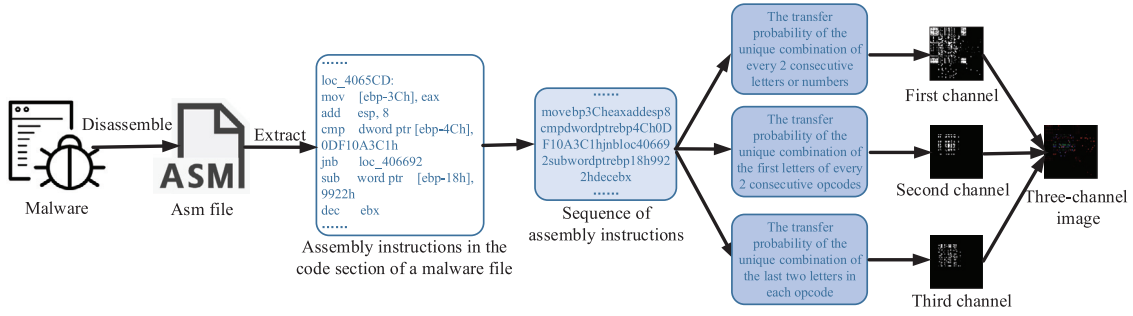 Malware
Disassemble
ASM
Asm file
Extract
......
loc_4065CD:
mov [ebp-3Ch], eax
add esp, 8
cmp dword ptr [ebp-4Ch],
0DF10A3C1h
jnb loc_406692
sub word ptr [ebp-18h],
9922h
dec ebx
......
Assembly instructions in the
code section of a malware file
......
movebp3Cheaxaddesp8
cmpdwordptrebp4Ch0D
F10A3C1hjnbloc40669
2subwordptrebp18h992
2hdecebx
......
Sequence of
assembly instructions
The transfer
probability of the
unique combination of
every 2 consecutive
letters or numbers
First channel
The transfer
probability of the
unique combination of
the first letters of every
2 consecutive opcodes
Second channel
The transfer
probability of the
unique combination of
the last two letters in
each opcode
Third channel
Three-channel
image